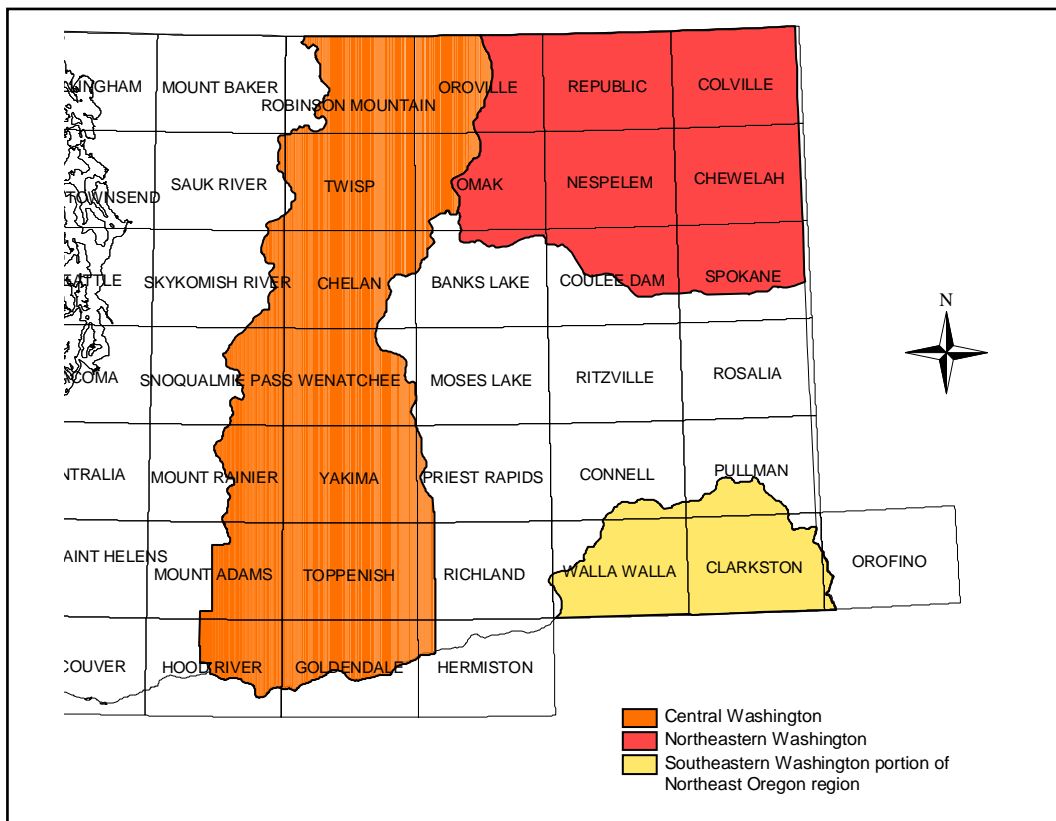 KINGHAM MOUNT BAKER ROBINSON MOUNTAIN OROVILLE REPUBLIC COLVILLE
TOWNSEND SAUK RIVER TWISP OMAK NESPELEM CHEWELAH
ATTLE SKYKOMISH RIVER CHELAN BANKS LAKE COULEE DAM SPOKANE
N
COMA SNOQUALMIE PASS WENATCHEE MOSES LAKE RITZVILLE ROSALIA
NTRALIA MOUNT RAINIER YAKIMA PRIEST RAPIDS CONNELL PULLMAN
AINT HELENS MOUNT ADAMS TOPPENISH RICHLAND WALLA WALLA CLARKSTON OROFINO
COUVER HOOD RIVER GOLDENDALE HERMISTON
Central Washington
Northeastern Washington
Southeastern Washington portion of
Northeast Oregon region